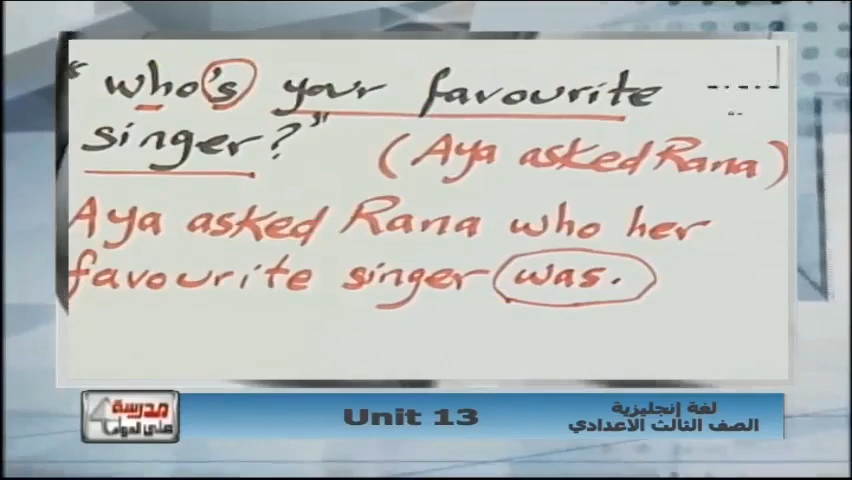 "who's your favourite
singer?" (Aya asked Rana)
Aya asked Rana who her
favourite singer was.
مدرسة
على الهواء
Unit 13
لغة إنجليزية
الصف الثالث الاعدادي